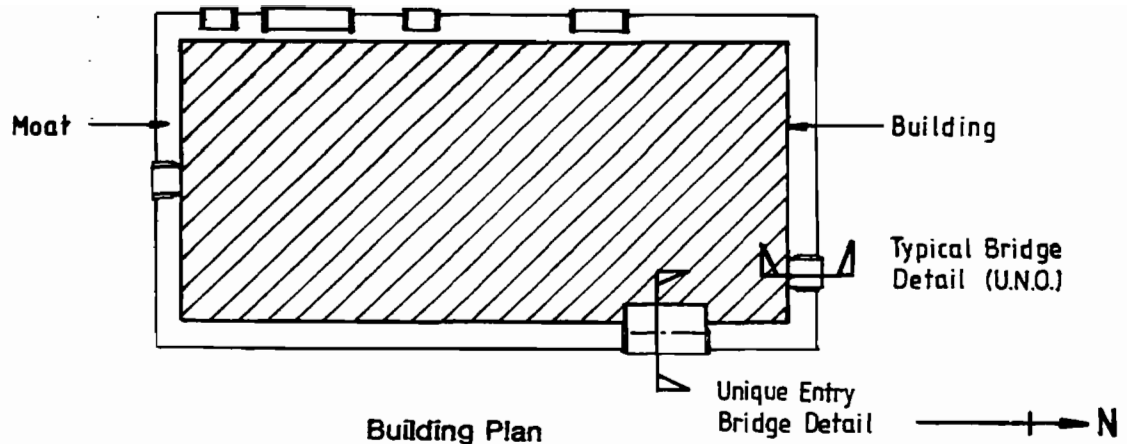 Moat
Building
Typical Bridge
Detail (U.N.O.)
Unique Entry
Bridge Detail
N
Building Plan